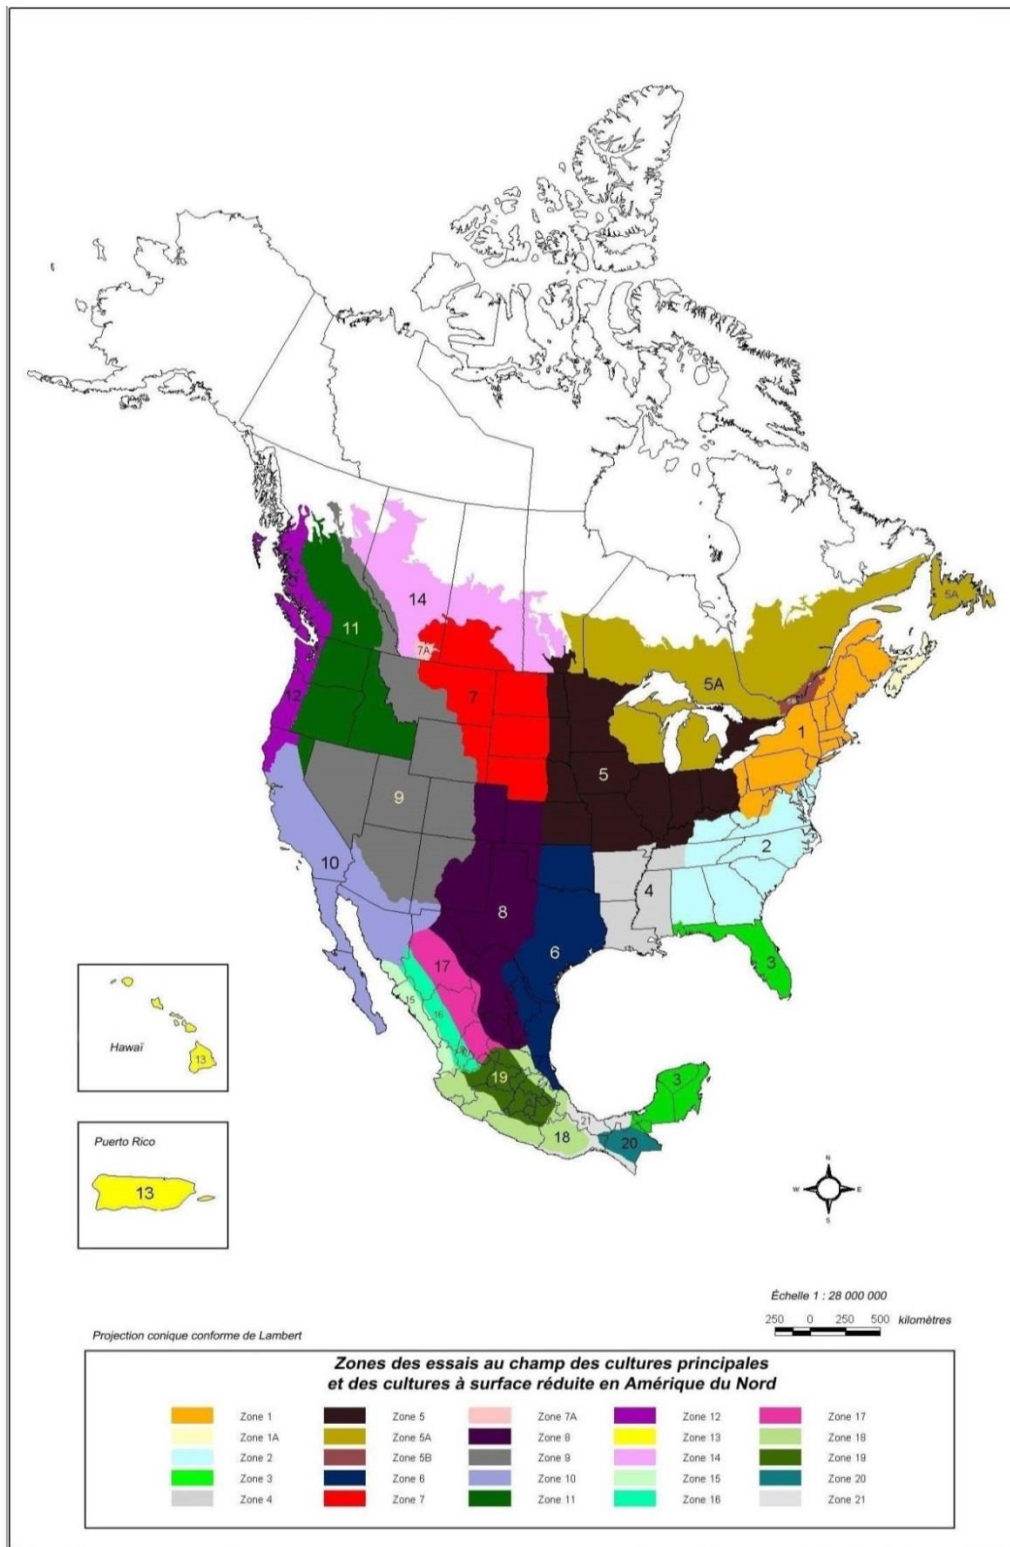 14
11
7A
7
12
5A
5A
1A
1
5
9
2
10
4
8
6
3
17
15
16
19
18
21
3
20
Hawaï
13
Puerto Rico
13
N
W E
S
Échelle 1 : 28 000 000
250 0 250 500 kilomètres
Projection conique conforme de Lambert
Zones des essais au champ des cultures principales
et des cultures à surface réduite en Amérique du Nord
Zone 1 Zone 5 Zone 7A Zone 12 Zone 17
Zone 1A Zone 5A Zone 8 Zone 13 Zone 18
Zone 2 Zone 5B Zone 9 Zone 14 Zone 19
Zone 3 Zone 6 Zone 10 Zone 15 Zone 20
Zone 4 Zone 7 Zone 11 Zone 16 Zone 21